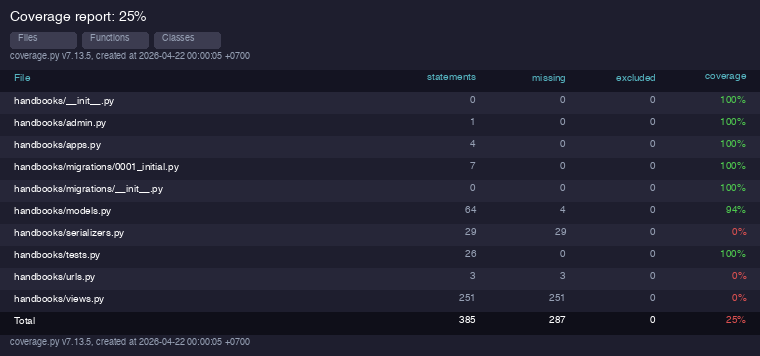 Coverage report: 25%
Files Functions Classes
coverage.py v7.13.5, created at 2026-04-22 00:00:05 +0700
File statements missing excluded coverage
handbooks/__init__.py 0 0 0 100%
handbooks/admin.py 1 0 0 100%
handbooks/apps.py 4 0 0 100%
handbooks/migrations/0001_initial.py 7 0 0 100%
handbooks/migrations/__init__.py 0 0 0 100%
handbooks/models.py 64 4 0 94%
handbooks/serializers.py 29 29 0 0%
handbooks/tests.py 26 0 0 100%
handbooks/urls.py 3 3 0 0%
handbooks/views.py 251 251 0 0%
Total 385 287 0 25%
coverage.py v7.13.5, created at 2026-04-22 00:00:05 +0700